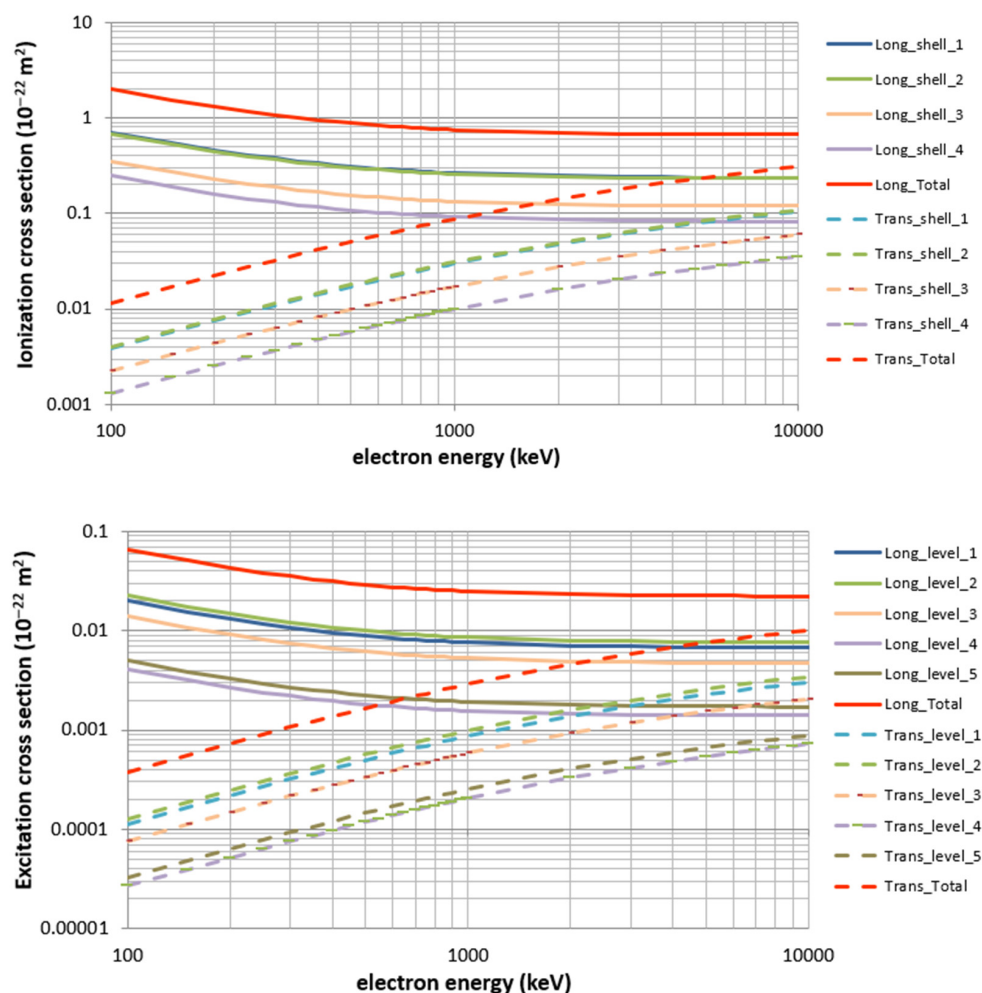 Ionization cross section (10⁻²² m²)
10
1
0.1
0.01
0.001
100
1000
10000
electron energy (keV)
Long_shell_1
Long_shell_2
Long_shell_3
Long_shell_4
Long_Total
Trans_shell_1
Trans_shell_2
Trans_shell_3
Trans_shell_4
Trans_Total
Excitation cross section (10⁻²² m²)
0.1
0.01
0.001
0.0001
0.00001
100
1000
10000
electron energy (keV)
Long_level_1
Long_level_2
Long_level_3
Long_level_4
Long_level_5
Long_Total
Trans_level_1
Trans_level_2
Trans_level_3
Trans_level_4
Trans_level_5
Trans_Total